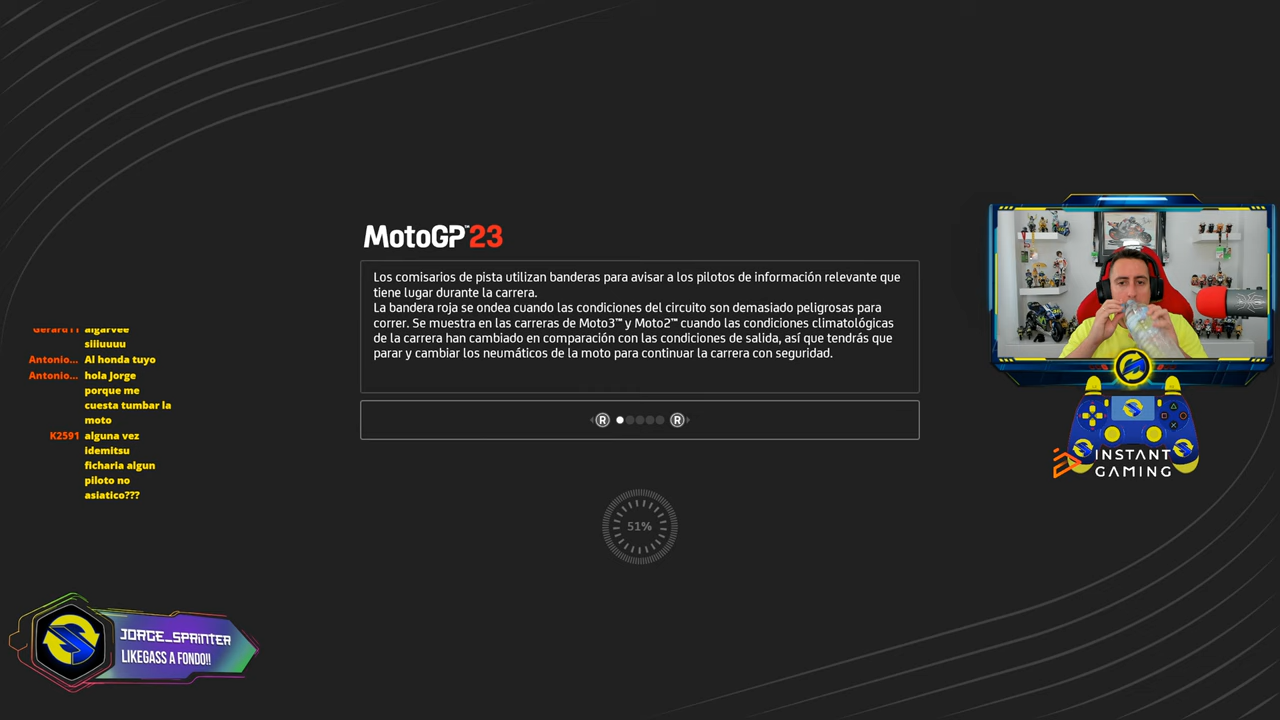 MotoGP™23
Los comisarios de pista utilizan banderas para avisar a los pilotos de información relevante que
tiene lugar durante la carrera.
La bandera roja se ondea cuando las condiciones del circuito son demasiado peligrosas para
correr. Se muestra en las carreras de Moto3™ y Moto2™ cuando las condiciones climatológicas
de la carrera han cambiado en comparación con las condiciones de salida, así que tendrás que
parar y cambiar los neumáticos de la moto para continuar la carrera con seguridad.
R R
51%
Gerard11 algarvee
siiiuuuu
Antonio... Al honda tuyo
Antonio... hola Jorge
porque me
cuesta tumbar la
moto
K2591 alguna vez
idemitsu
ficharia algun
piloto no
asiatico???
JORGE_SPRINTER
LIKEGASS A FONDO!!
INSTANT
GAMING